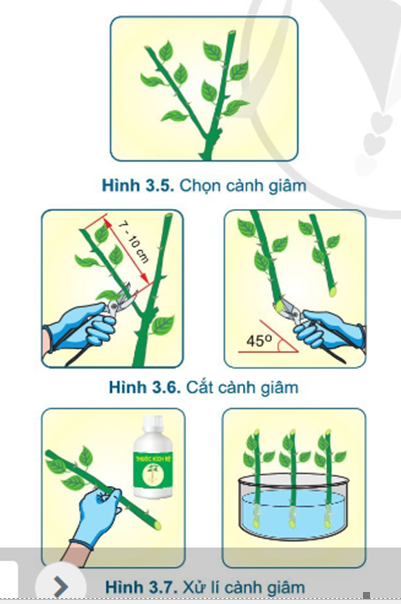 Hình 3.5. Chọn cành giâm
7 - 10 cm
45º
Hình 3.6. Cắt cành giâm
THUỐC KÍCH RỄ
Hình 3.7. Xử lí cành giâm